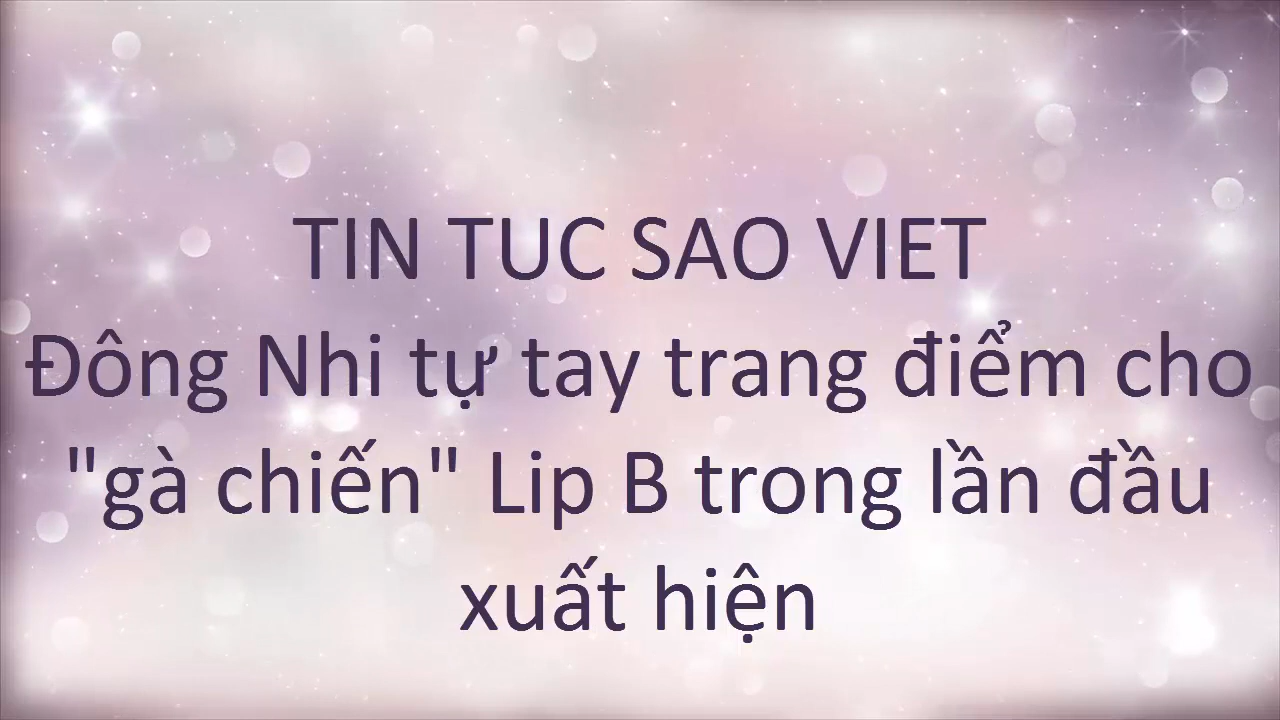 TIN TUC SAO VIET
Đông Nhi tự tay trang điểm cho
"gà chiến" Lip B trong lần đầu
xuất hiện